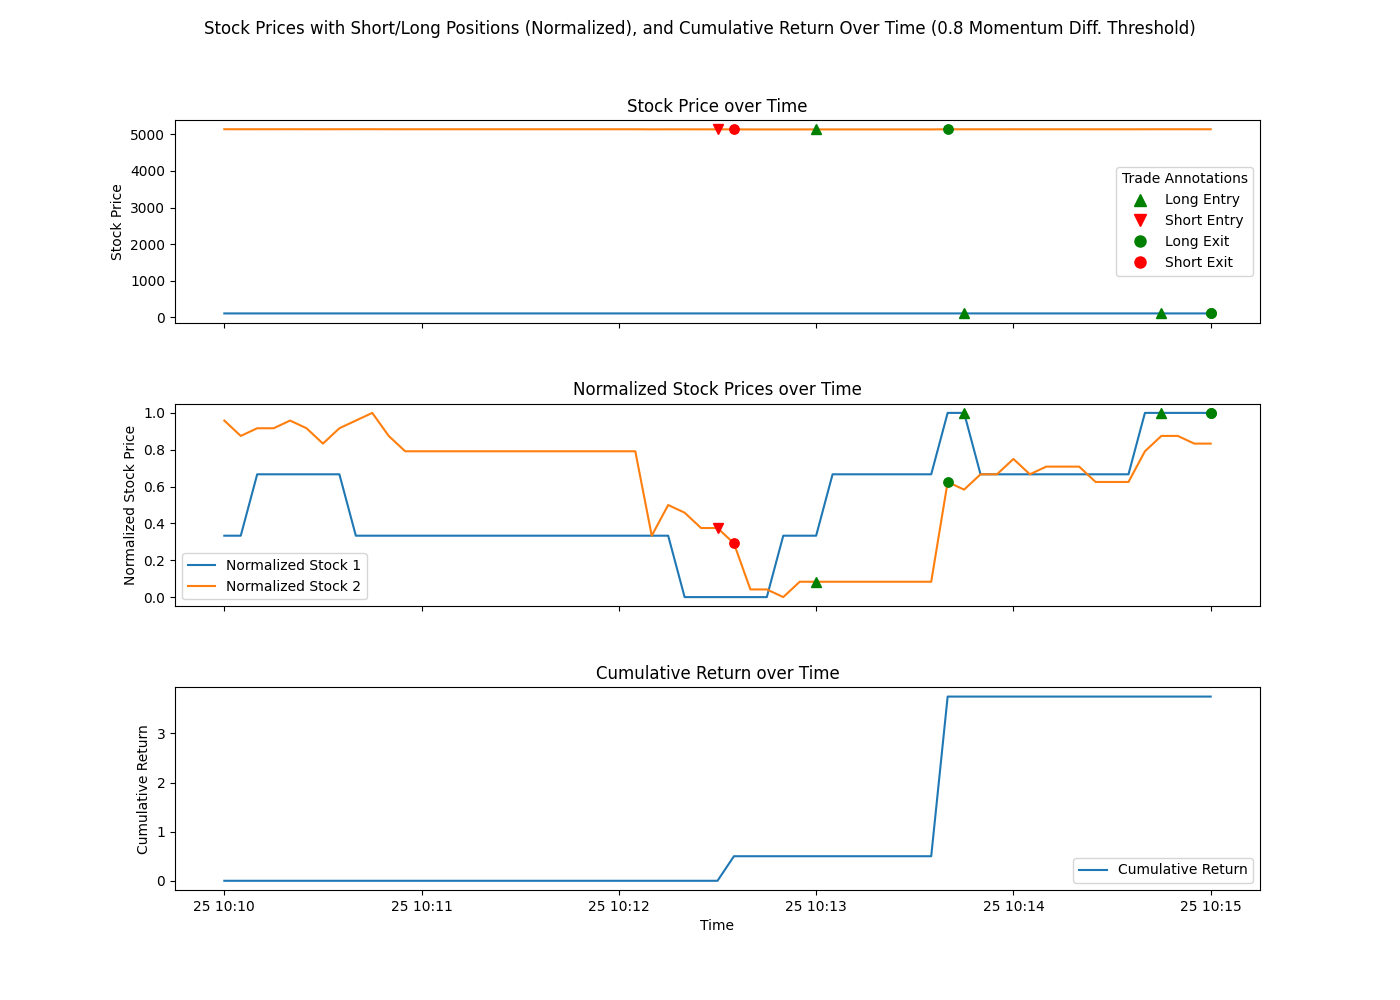 Stock Prices with Short/Long Positions (Normalized), and Cumulative Return Over Time (0.8 Momentum Diff. Threshold)
Stock Price over Time
Stock Price
5000
4000
3000
2000
1000
0
Trade Annotations
Long Entry
Short Entry
Long Exit
Short Exit
Normalized Stock Prices over Time
Normalized Stock Price
1.0
0.8
0.6
0.4
0.2
0.0
Normalized Stock 1
Normalized Stock 2
Cumulative Return over Time
Cumulative Return
3
2
1
0
Cumulative Return
25 10:10
25 10:11
25 10:12
25 10:13
25 10:14
25 10:15
Time